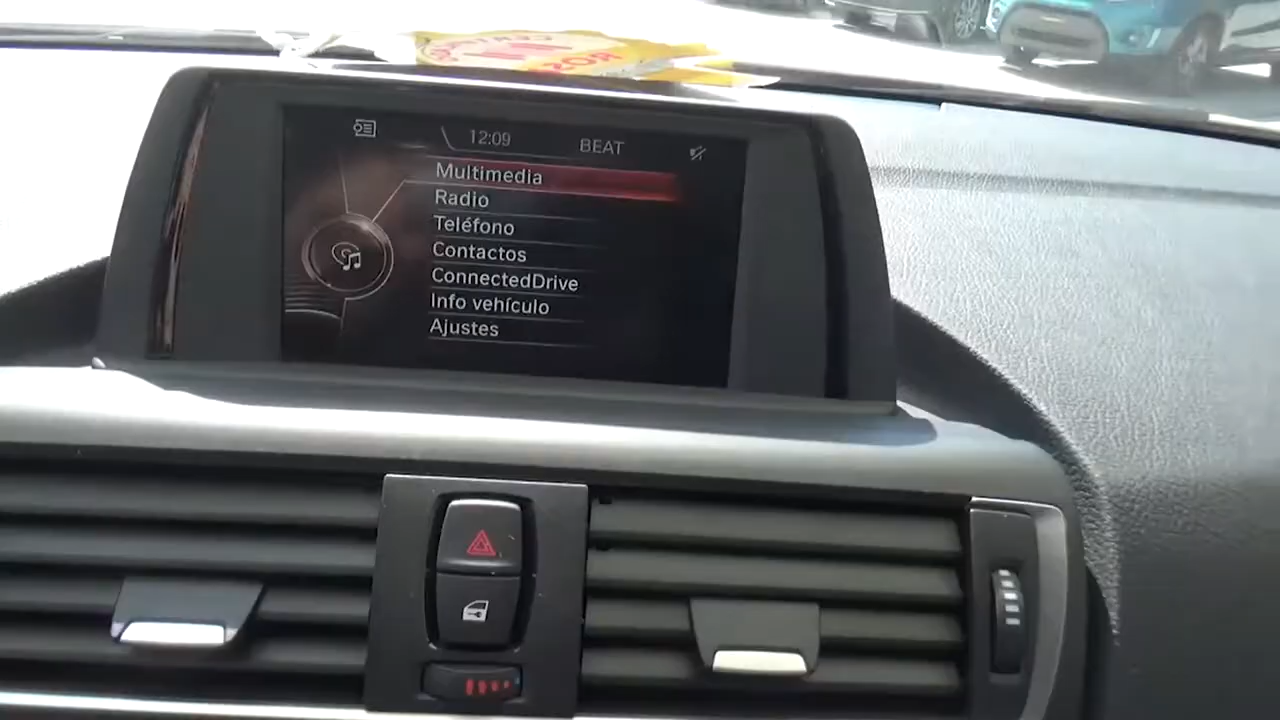 12:09
BEAT
Multimedia
Radio
Teléfono
Contactos
ConnectedDrive
Info vehículo
Ajustes